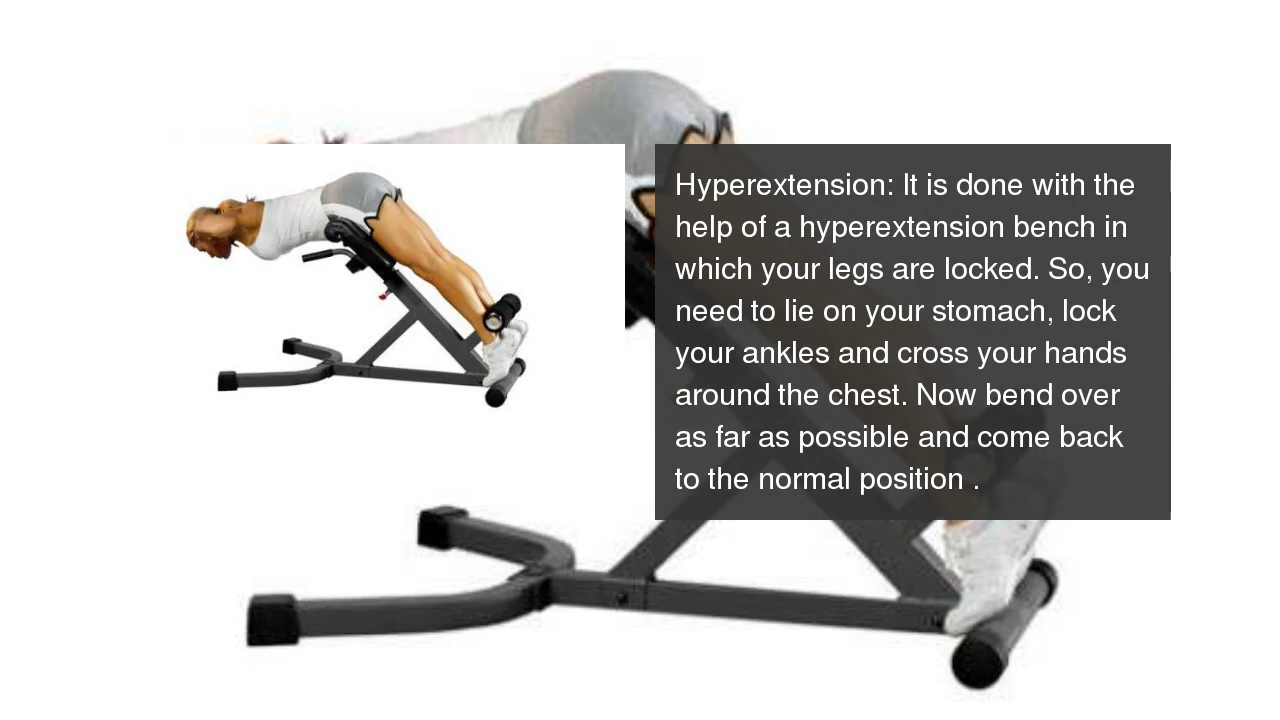 Hyperextension: It is done with the
help of a hyperextension bench in
which your legs are locked. So, you
need to lie on your stomach, lock
your ankles and cross your hands
around the chest. Now bend over
as far as possible and come back
to the normal position .